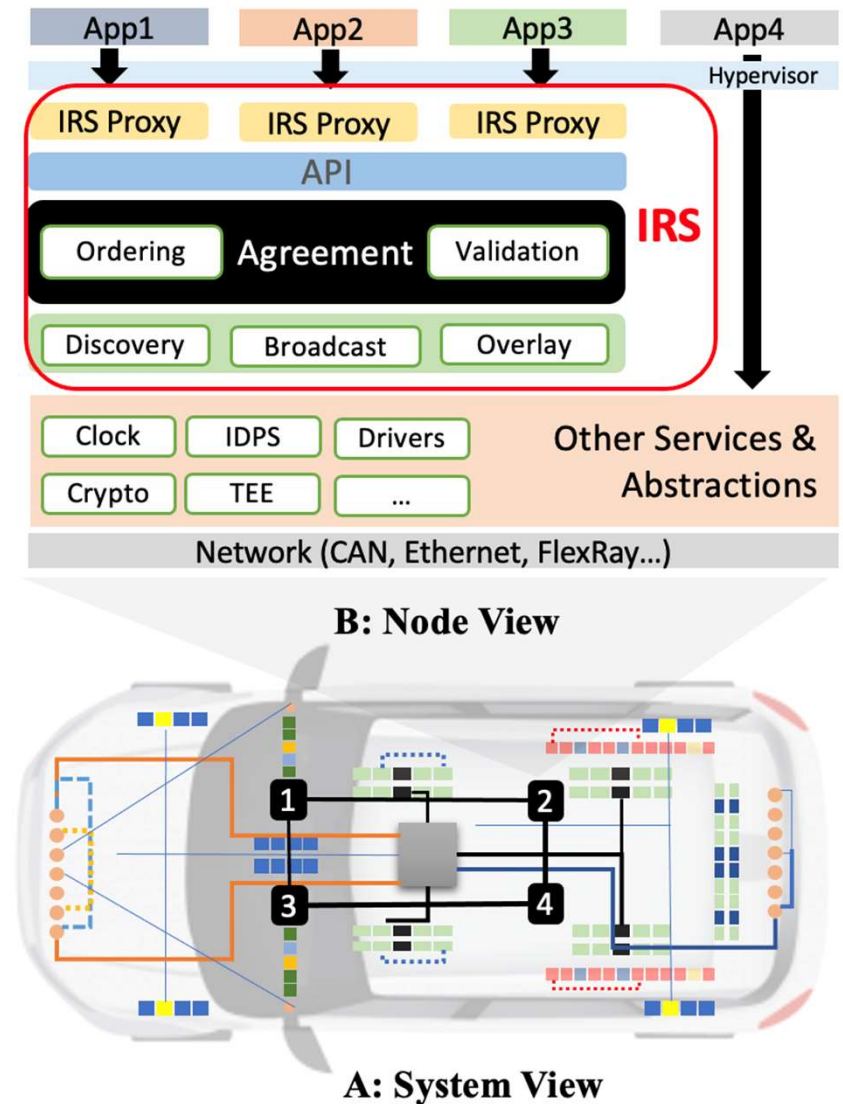 App1 App2 App3 App4
Hypervisor
IRS Proxy IRS Proxy IRS Proxy
API
IRS
Ordering Agreement Validation
Discovery Broadcast Overlay
Clock IDPS Drivers
Other Services &
Abstractions
Crypto TEE ...
Network (CAN, Ethernet, FlexRay...)
B: Node View
1 2
3 4
A: System View